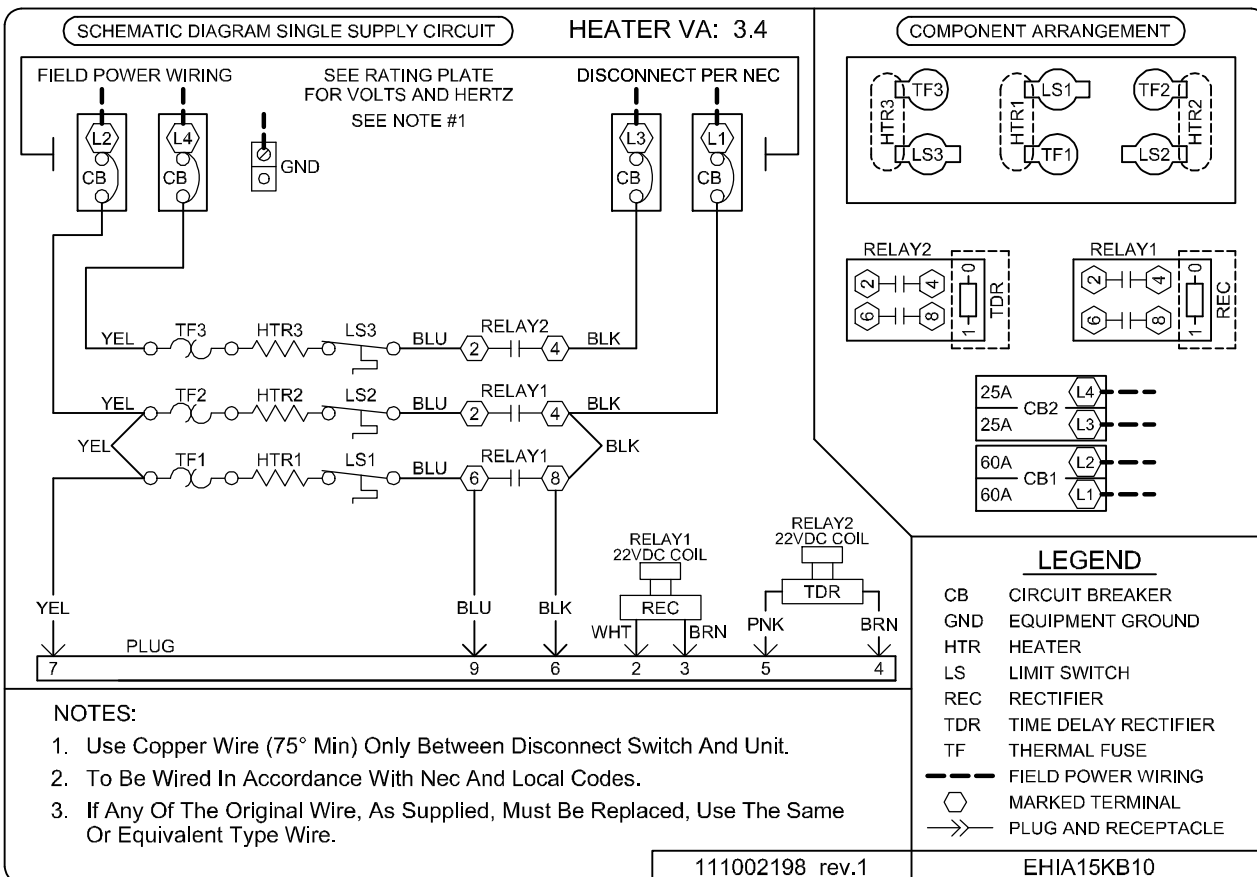 SCHEMATIC DIAGRAM SINGLE SUPPLY CIRCUIT
HEATER VA: 3.4
FIELD POWER WIRING
SEE RATING PLATE
FOR VOLTS AND HERTZ
SEE NOTE #1
DISCONNECT PER NEC
L2
L4
L3
L1
CB
CB
GND
CB
CB
YEL
TF3
HTR3
LS3
BLU
2
RELAY2
4
BLK
YEL
TF2
HTR2
LS2
BLU
2
RELAY1
4
BLK
YEL
BLK
TF1
HTR1
LS1
BLU
6
RELAY1
8
RELAY1
22VDC COIL
REC
RELAY2
22VDC COIL
TDR
YEL
BLU
BLK
WHT
BRN
PNK
BRN
PLUG
7
9
6
2
3
5
4
COMPONENT ARRANGEMENT
HTR3
TF3
LS3
HTR1
LS1
TF1
TF2
LS2
HTR2
RELAY2
2
4
6
8
0
1
TDR
RELAY1
2
4
6
8
0
1
REC
25A
CB2
L4
25A
L3
60A
CB1
L2
60A
L1
LEGEND
CB CIRCUIT BREAKER
GND EQUIPMENT GROUND
HTR HEATER
LS LIMIT SWITCH
REC RECTIFIER
TDR TIME DELAY RECTIFIER
TF THERMAL FUSE
FIELD POWER WIRING
MARKED TERMINAL
PLUG AND RECEPTACLE
NOTES:
1. Use Copper Wire (75° Min) Only Between Disconnect Switch And Unit.
2. To Be Wired In Accordance With Nec And Local Codes.
3. If Any Of The Original Wire, As Supplied, Must Be Replaced, Use The Same
Or Equivalent Type Wire.
111002198 rev.1
EHIA15KB10